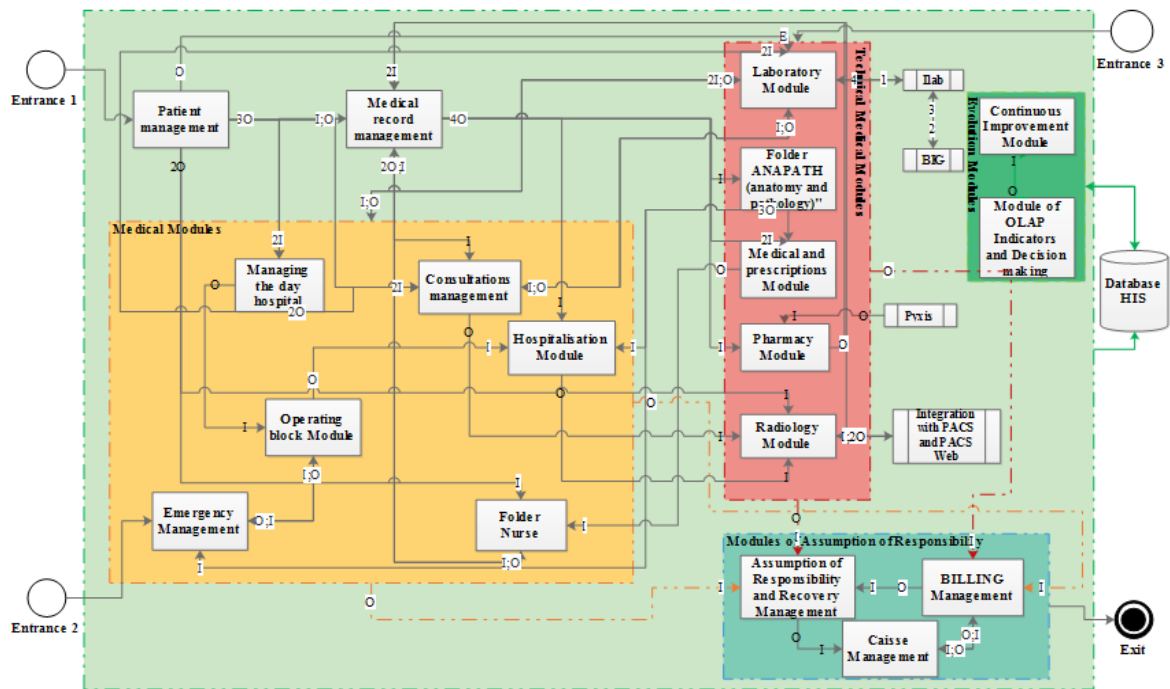 E
Entrance 1
Entrance 3
O
2I
2I
2I;O
4
1
Ilab
Technical Medical Modules
Laboratory
Module
Patient
management
3O
I;O
Medical
record
management
4O
I;O
3
2
BIG
Evolution Modules
Continuous
Improvement
Module
I
O
Module of
OLAP
Indicators
and Decision
making
2O
2O;I
I
Folder
ANAPATH
(anatomy and
pathology)"
3O
I;O
Medical Modules
2I
I
2I
Medical and
prescriptions
Module
O
O
Managing
the day
hospital
O
2O
2I
Consultations
management
I;O
I
Database
HIS
O
Hospitalisation
Module
I
I
I
I
Pharmacy
Module
O
I
O
Pyxis
O
O
O
I
Operating
block Module
I
I
Radiology
Module
I;2O
Integration
with PACS
and PACS
Web
I
I;O
I
Emergency
Management
O;I
Folder
Nurse
I
I
I;O
O
I
I
Modules of Assumption of Responsibility
O
I
Assumption of
Responsibility
and Recovery
Management
I
O
BILLING
Management
I
O
I
Caisse
Management
I;O
O;I
Entrance 2
Exit